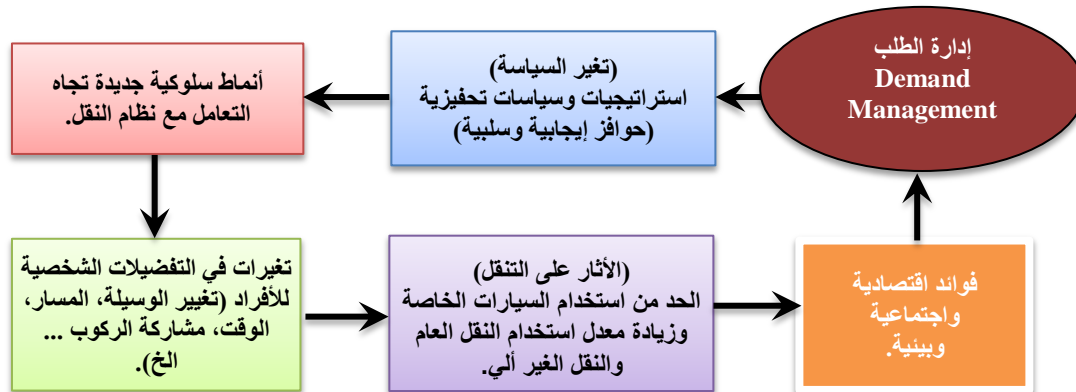 إدارة الطلب
Demand
Management
(تغير السياسة)
استراتيجيات وسياسات تحفيزية
(حوافز إيجابية وسلبية)
أنماط سلوكية جديدة تجاه
التعامل مع نظام النقل.
تغيرات في التفضيلات الشخصية
للأفراد (تغيير الوسيلة، المسار،
الوقت، مشاركة الركوب ...
الخ).
(الأثار على التنقل)
الحد من استخدام السيارات الخاصة
وزيادة معدل استخدام النقل العام
والنقل الغير ألي.
فوائد اقتصادية
واجتماعية
وبيئية.